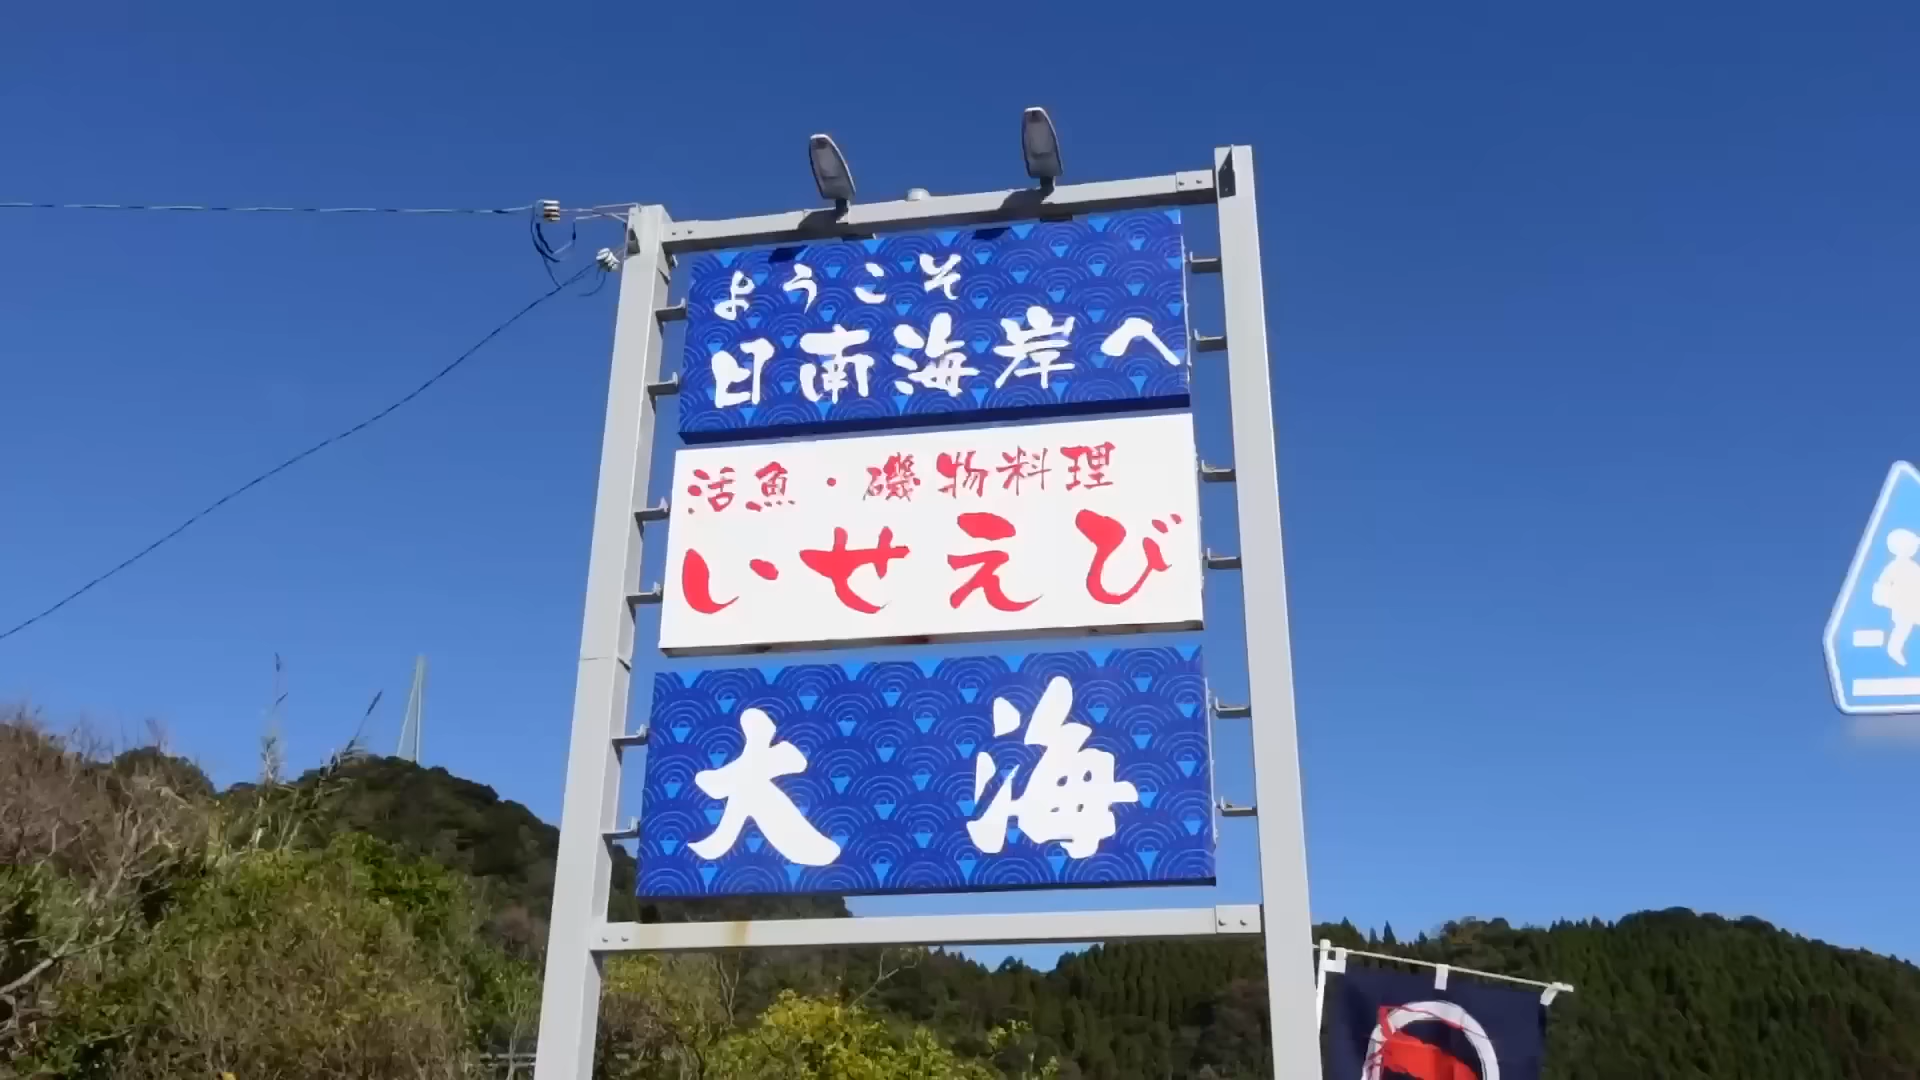 ようこそ
日南海岸へ
活魚・磯物料理
いせえび
大海